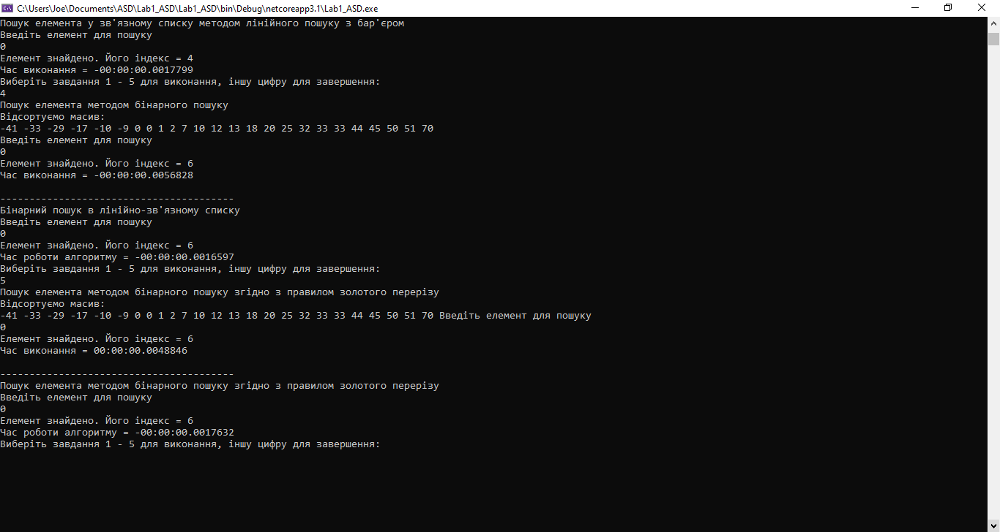 C:\Users\Joe\Documents\ASD\Lab1_ASD\Lab1_ASD\bin\Debug\netcoreapp3.1\Lab1_ASD.exe
Пошук елемента у зв'язному списку методом лінійного пошуку з бар'єром
Введіть елемент для пошуку
0
Елемент знайдено. Його індекс = 4
Час виконання = -00:00:00.0017799
Виберіть завдання 1 - 5 для виконання, іншу цифру для завершення:
4
Пошук елемента методом бінарного пошуку
Відсортуємо масив:
-41 -33 -29 -17 -10 -9 0 0 1 2 7 10 12 13 18 20 25 32 33 33 44 45 50 51 70
Введіть елемент для пошуку
0
Елемент знайдено. Його індекс = 6
Час виконання = -00:00:00.0056828
----------------------------------------
Бінарний пошук в лінійно-зв'язному списку
Введіть елемент для пошуку
0
Елемент знайдено. Його індекс = 6
Час роботи алгоритму = -00:00:00.0016597
Виберіть завдання 1 - 5 для виконання, іншу цифру для завершення:
5
Пошук елемента методом бінарного пошуку згідно з правилом золотого перерізу
Відсортуємо масив:
-41 -33 -29 -17 -10 -9 0 0 1 2 7 10 12 13 18 20 25 32 33 33 44 45 50 51 70 Введіть елемент для пошуку
0
Елемент знайдено. Його індекс = 6
Час виконання = 00:00:00.0048846
----------------------------------------
Пошук елемента методом бінарного пошуку згідно з правилом золотого перерізу
Введіть елемент для пошуку
0
Елемент знайдено. Його індекс = 6
Час роботи алгоритму = -00:00:00.0017632
Виберіть завдання 1 - 5 для виконання, іншу цифру для завершення: